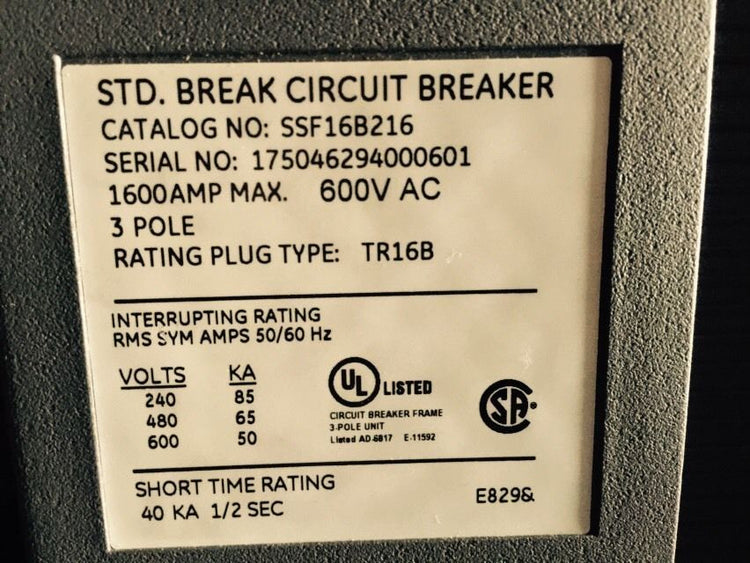 STD. BREAK CIRCUIT BREAKER
CATALOG NO: SSF16B216
SERIAL NO: 175046294000601
1600AMP MAX. 600V AC
3 POLE
RATING PLUG TYPE: TR16B
INTERRUPTING RATING
RMS SYM AMPS 50/60 Hz
VOLTS KA
240 85
480 65
600 50
UL LISTED
CIRCUIT BREAKER FRAME
3-POLE UNIT
Listed AD-6817 E-11592
SA
SHORT TIME RATING
40 KA 1/2 SEC
E829&